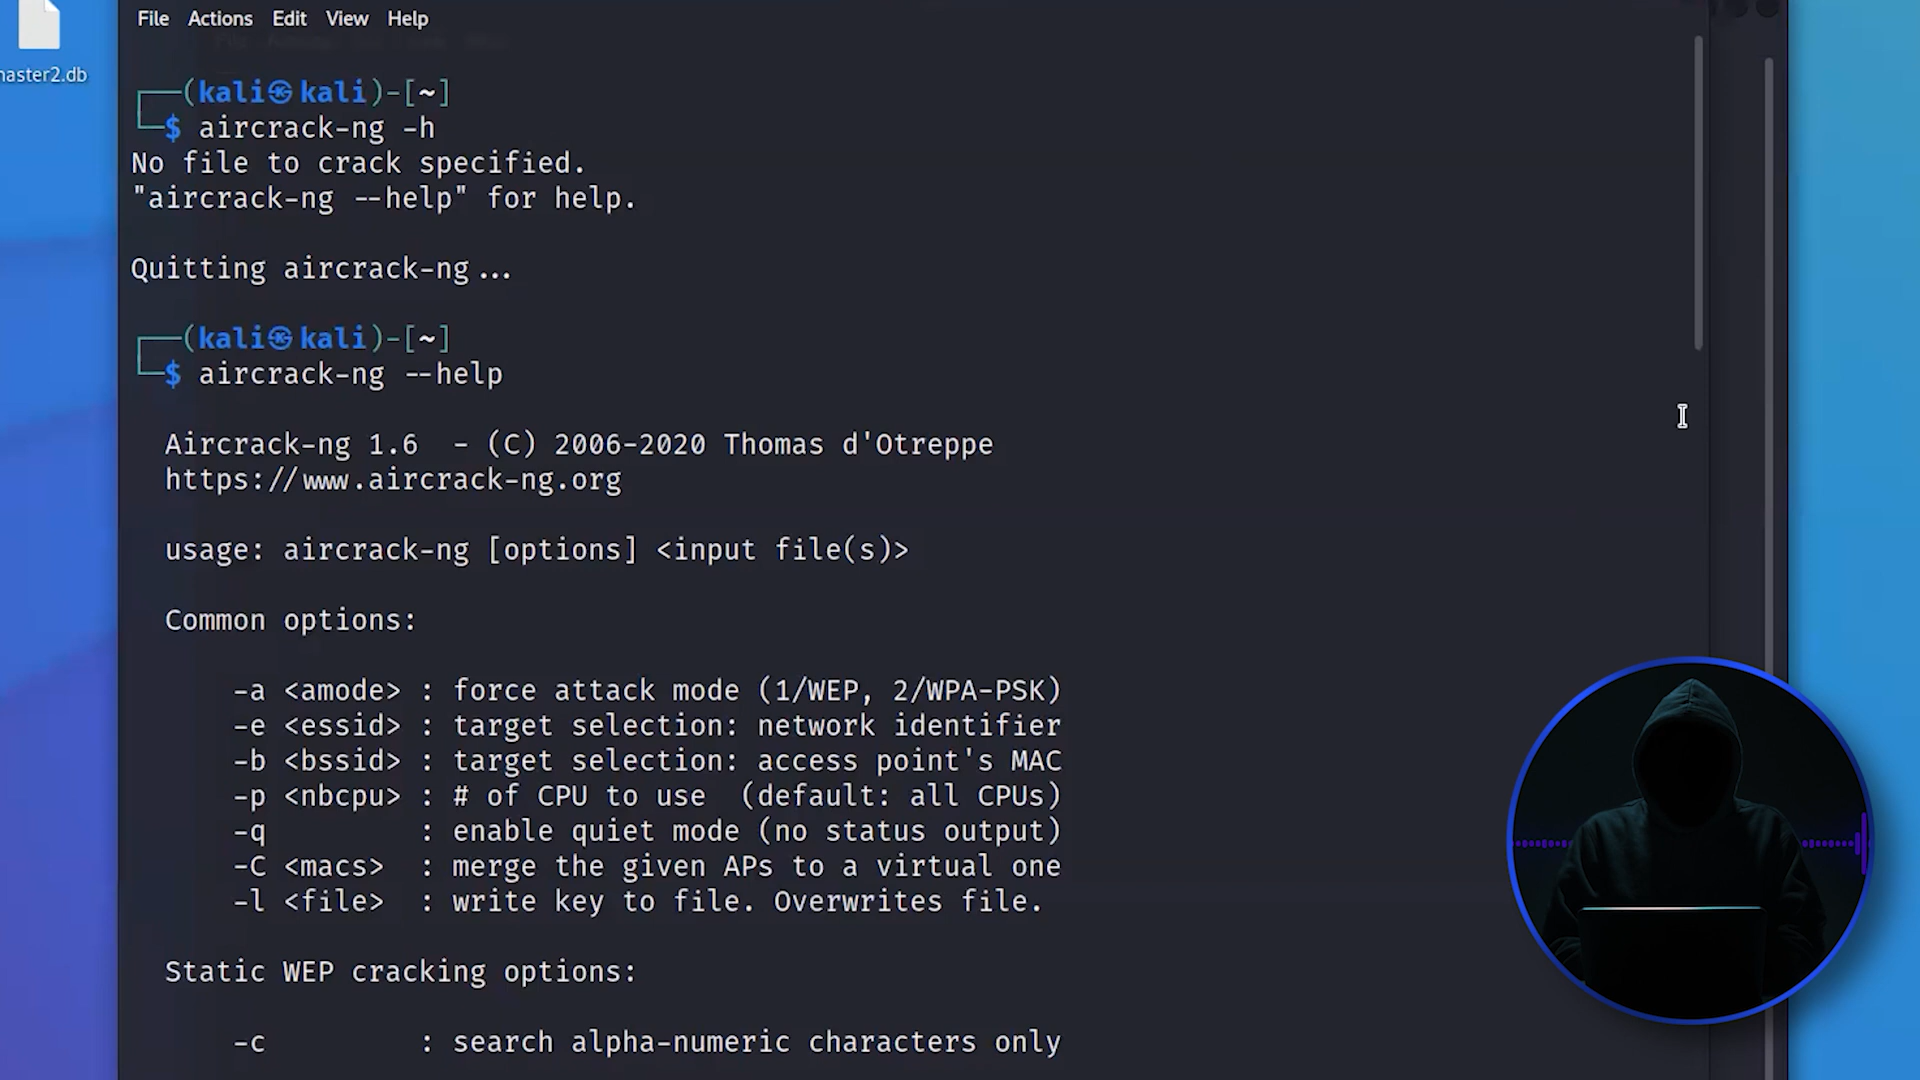 File Actions Edit View Help
master2.db
(kali㉿kali)-[~]
$ aircrack-ng -h
No file to crack specified.
"aircrack-ng --help" for help.
Quitting aircrack-ng...
(kali㉿kali)-[~]
$ aircrack-ng --help
Aircrack-ng 1.6  - (C) 2006-2020 Thomas d'Otreppe
https://www.aircrack-ng.org
usage: aircrack-ng [options] <input file(s)>
Common options:
-a <amode> : force attack mode (1/WEP, 2/WPA-PSK)
-e <essid> : target selection: network identifier
-b <bssid> : target selection: access point's MAC
-p <nbcpu> : # of CPU to use  (default: all CPUs)
-q         : enable quiet mode (no status output)
-C <macs>  : merge the given APs to a virtual one
-l <file>  : write key to file. Overwrites file.
Static WEP cracking options:
-c         : search alpha-numeric characters only